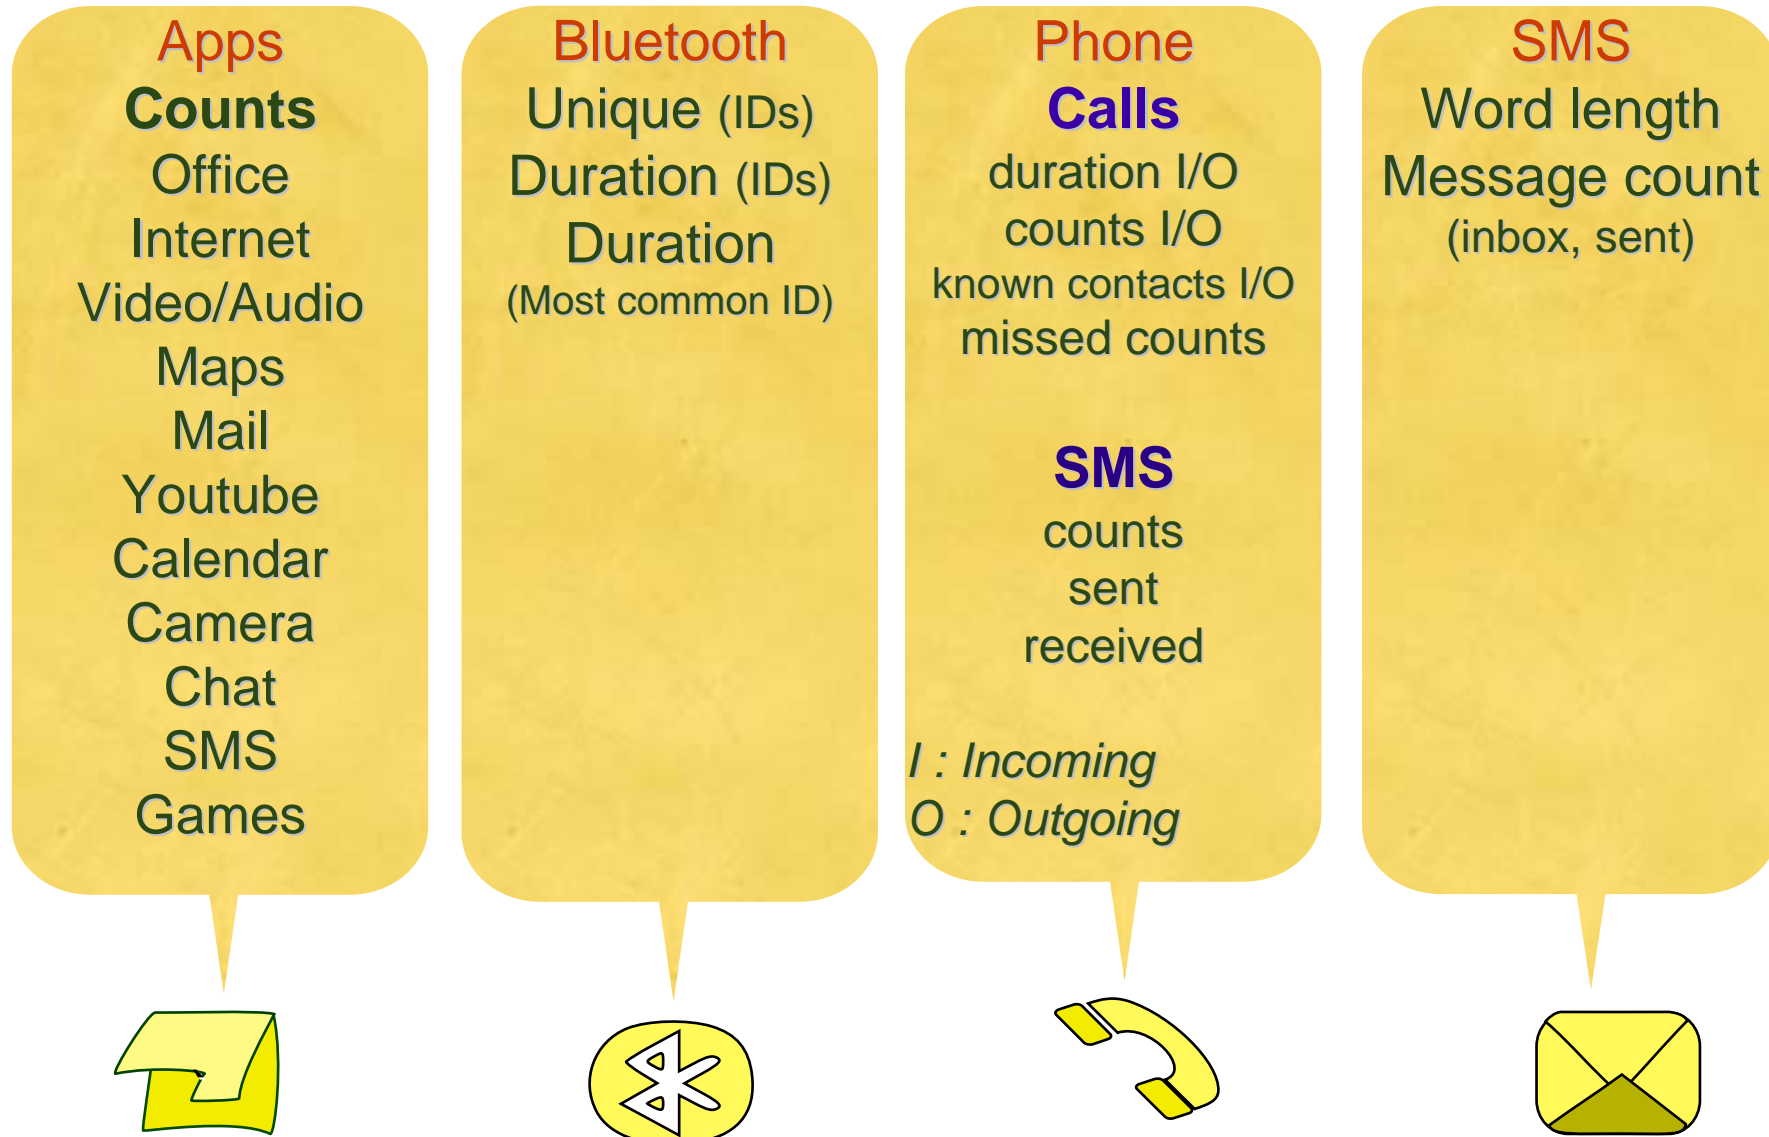 Apps
Counts
Office
Internet
Video/Audio
Maps
Mail
Youtube
Calendar
Camera
Chat
SMS
Games
Bluetooth
Unique (IDs)
Duration (IDs)
Duration
(Most common ID)
Phone
Calls
duration I/O
counts I/O
known contacts I/O
missed counts
SMS
counts
sent
received
I : Incoming
O : Outgoing
SMS
Word length
Message count
(inbox, sent)